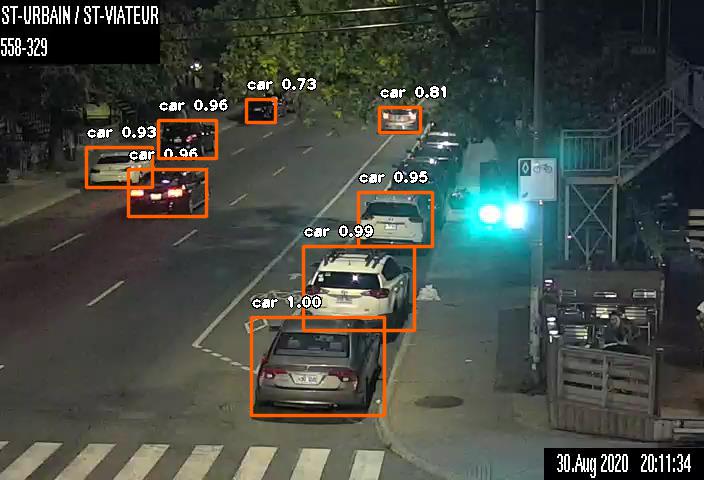 ST-URBAIN / ST-VIATEUR
558-329
car 0.73
car 0.81
car 0.96
car 0.93
car 0.96
car 0.95
car 0.99
car 1.00
30.Aug 2020 20:11:34